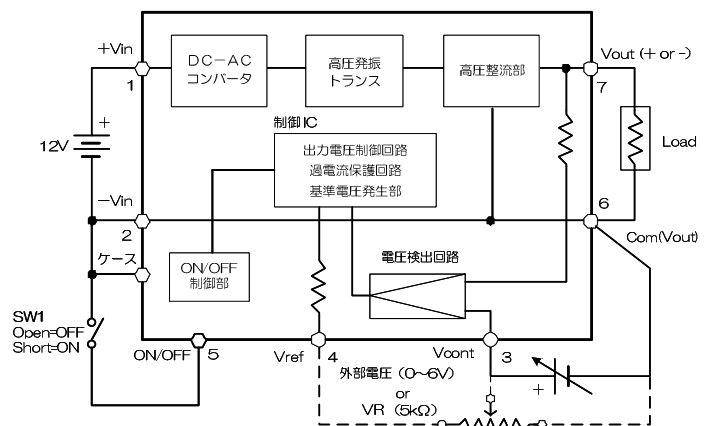 +Vin
1
DC-AC
コンバータ
高圧発振
トランス
高圧整流部
Vout (+ or -)
7
制御IC
出力電圧制御回路
過電流保護回路
基準電圧発生部
+
12V
Load
-Vin
2
6
Com(Vout)
ケース
ON/OFF
制御部
電圧検出回路
SW1
Open=OFF
Short=ON
ON/OFF
5
Vref
4
Vcont
3
外部電圧(0~6V)
or
VR (5kΩ)
+